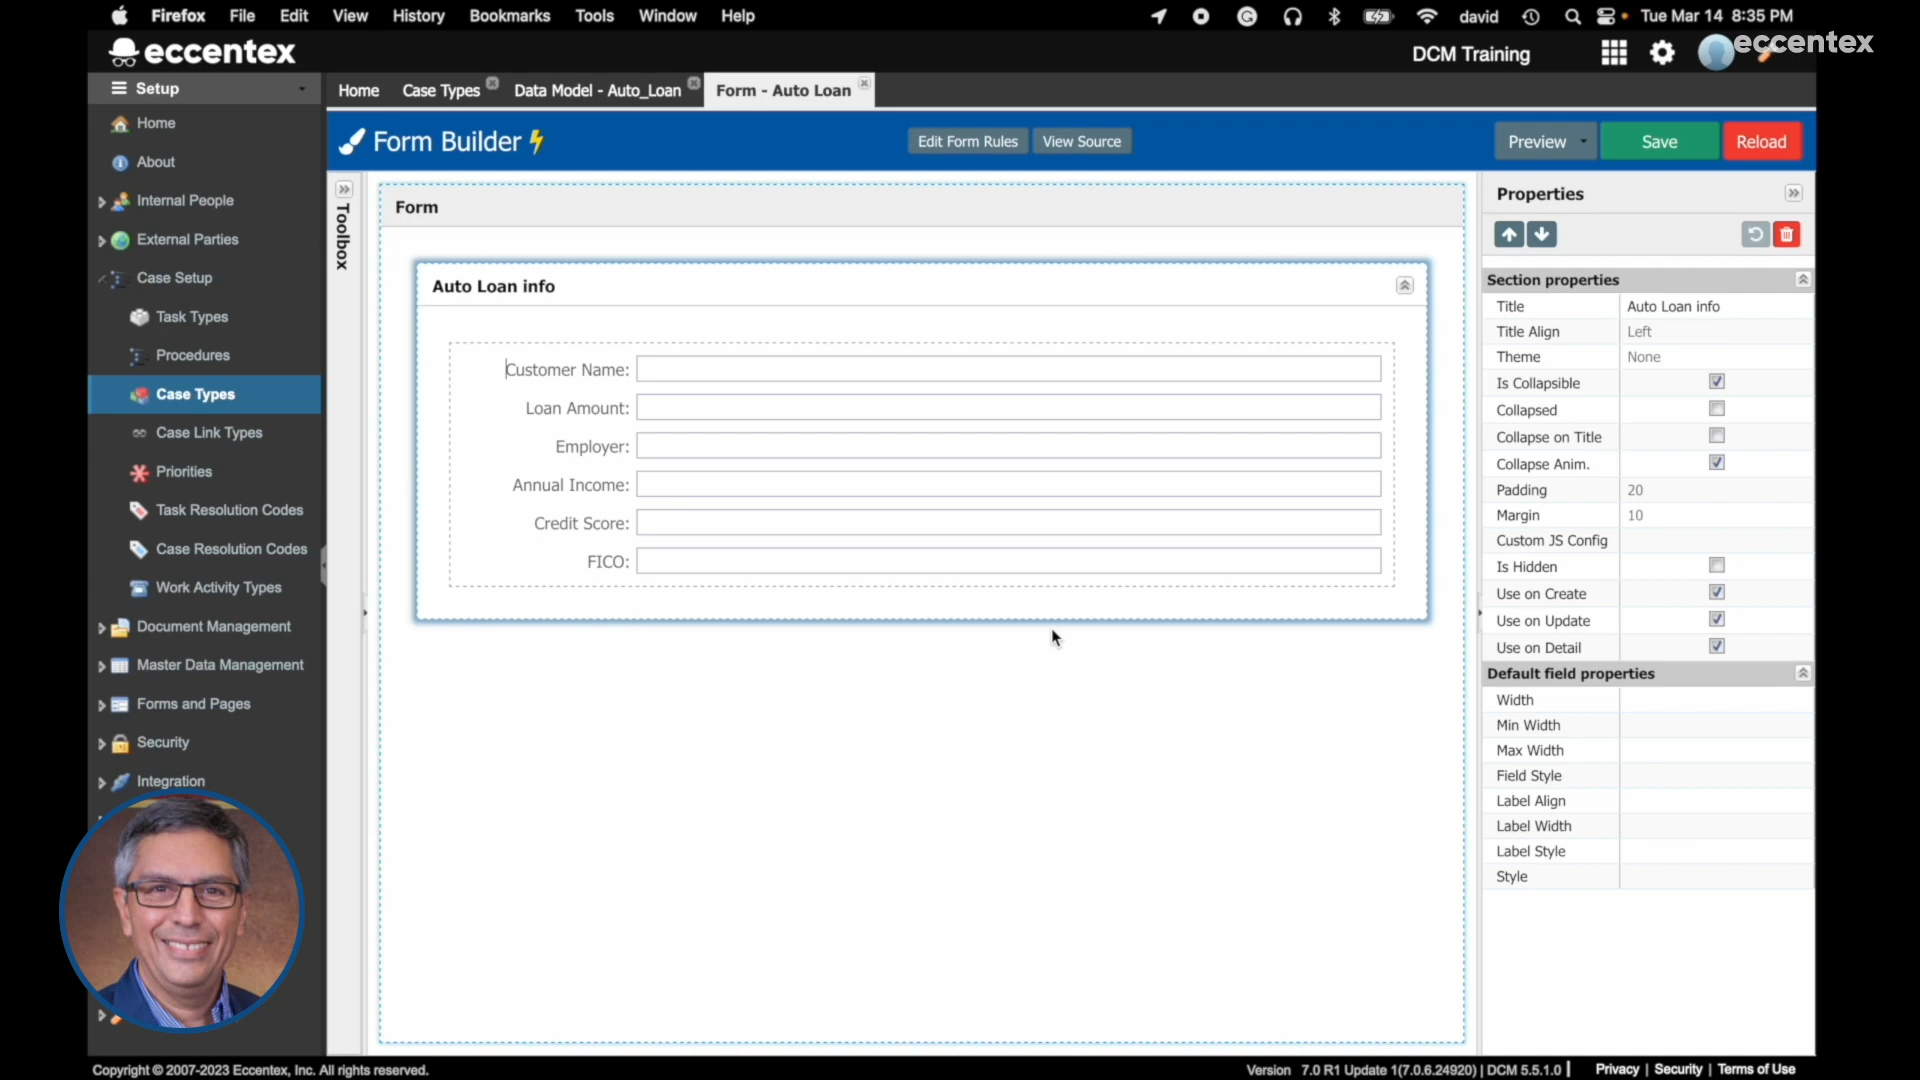 Firefox File Edit View History Bookmarks Tools Window Help david Tue Mar 14 8:35 PM
eccentex
DCM Training
eccentex
Setup
Home Case Types Data Model - Auto_Loan Form - Auto Loan
Home
About
Internal People
External Parties
Case Setup
Task Types
Procedures
Case Types
Case Link Types
Priorities
Task Resolution Codes
Case Resolution Codes
Work Activity Types
Document Management
Master Data Management
Forms and Pages
Security
Integration
Form Builder
Edit Form Rules View Source
Preview Save Reload
Toolbox
Form
Auto Loan info
Customer Name:
Loan Amount:
Employer:
Annual Income:
Credit Score:
FICO:
Properties
Section properties
Title Auto Loan info
Title Align Left
Theme None
Is Collapsible
Collapsed
Collapse on Title
Collapse Anim.
Padding 20
Margin 10
Custom JS Config
Is Hidden
Use on Create
Use on Update
Use on Detail
Default field properties
Width
Min Width
Max Width
Field Style
Label Align
Label Width
Label Style
Style
Copyright © 2007-2023 Eccentex, Inc. All rights reserved.
Version 7.0 R1 Update 1(7.0.6.24920) | DCM 5.5.1.0 | Privacy | Security | Terms of Use